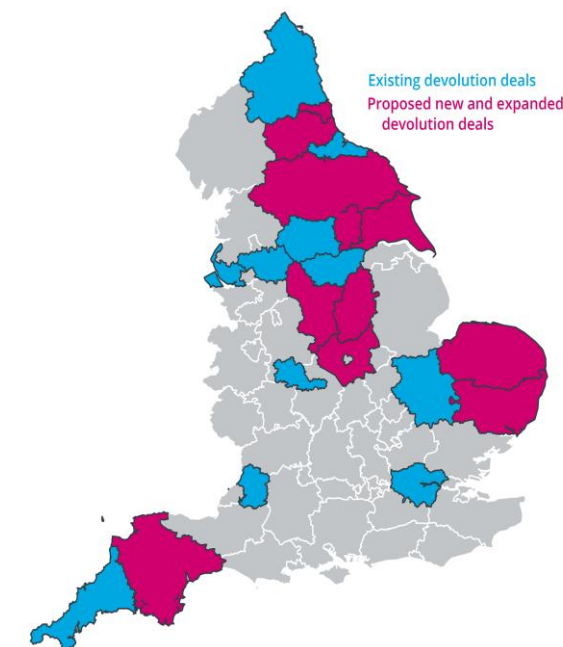 Existing devolution deals
Proposed new and expanded
devolution deals